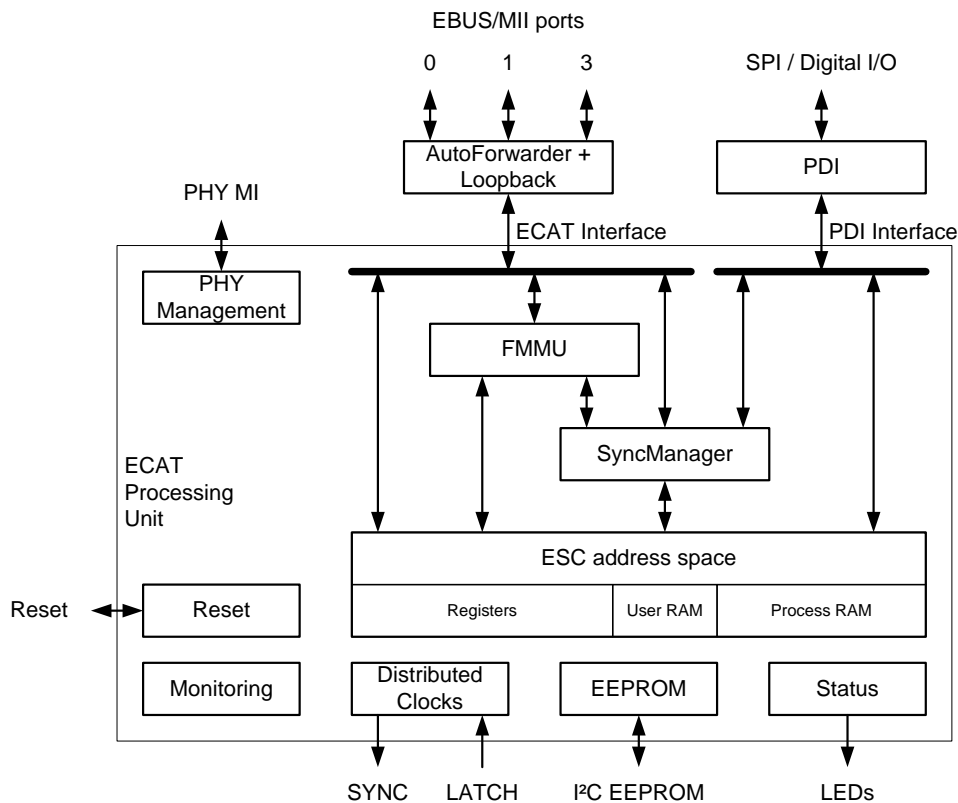 EBUS/MII ports
0 1 3 SPI / Digital I/O
AutoForwarder +
Loopback
PDI
PHY MI
ECAT Interface PDI Interface
PHY
Management
FMMU
SyncManager
ECAT
Processing
Unit
ESC address space
Reset Reset Registers User RAM Process RAM
Monitoring
Distributed
Clocks
EEPROM Status
SYNC LATCH I²C EEPROM LEDs